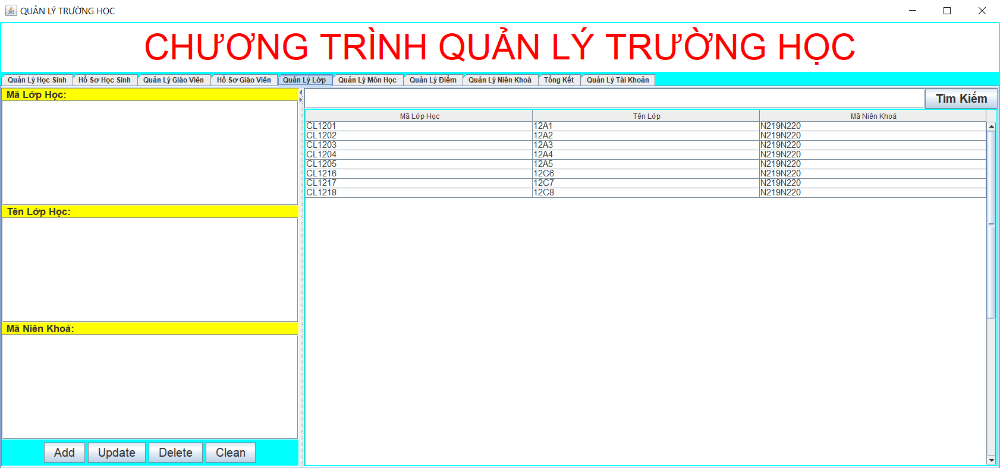 QUẢN LÝ TRƯỜNG HỌC
CHƯƠNG TRÌNH QUẢN LÝ TRƯỜNG HỌC
Quản Lý Học Sinh Hồ Sơ Học Sinh Quản Lý Giáo Viên Hồ Sơ Giáo Viên Quản Lý Lớp Quản Lý Môn Học Quản Lý Điểm Quản Lý Niên Khoá Tổng Kết Quản Lý Tài Khoản
Mã Lớp Học:
Tên Lớp Học:
Mã Niên Khoá:
Add Update Delete Clean
Tìm Kiếm
Mã Lớp Học Tên Lớp Mã Niên Khoá
CL1201 12A1 N219N220
CL1202 12A2 N219N220
CL1203 12A3 N219N220
CL1204 12A4 N219N220
CL1205 12A5 N219N220
CL1216 12C6 N219N220
CL1217 12C7 N219N220
CL1218 12C8 N219N220